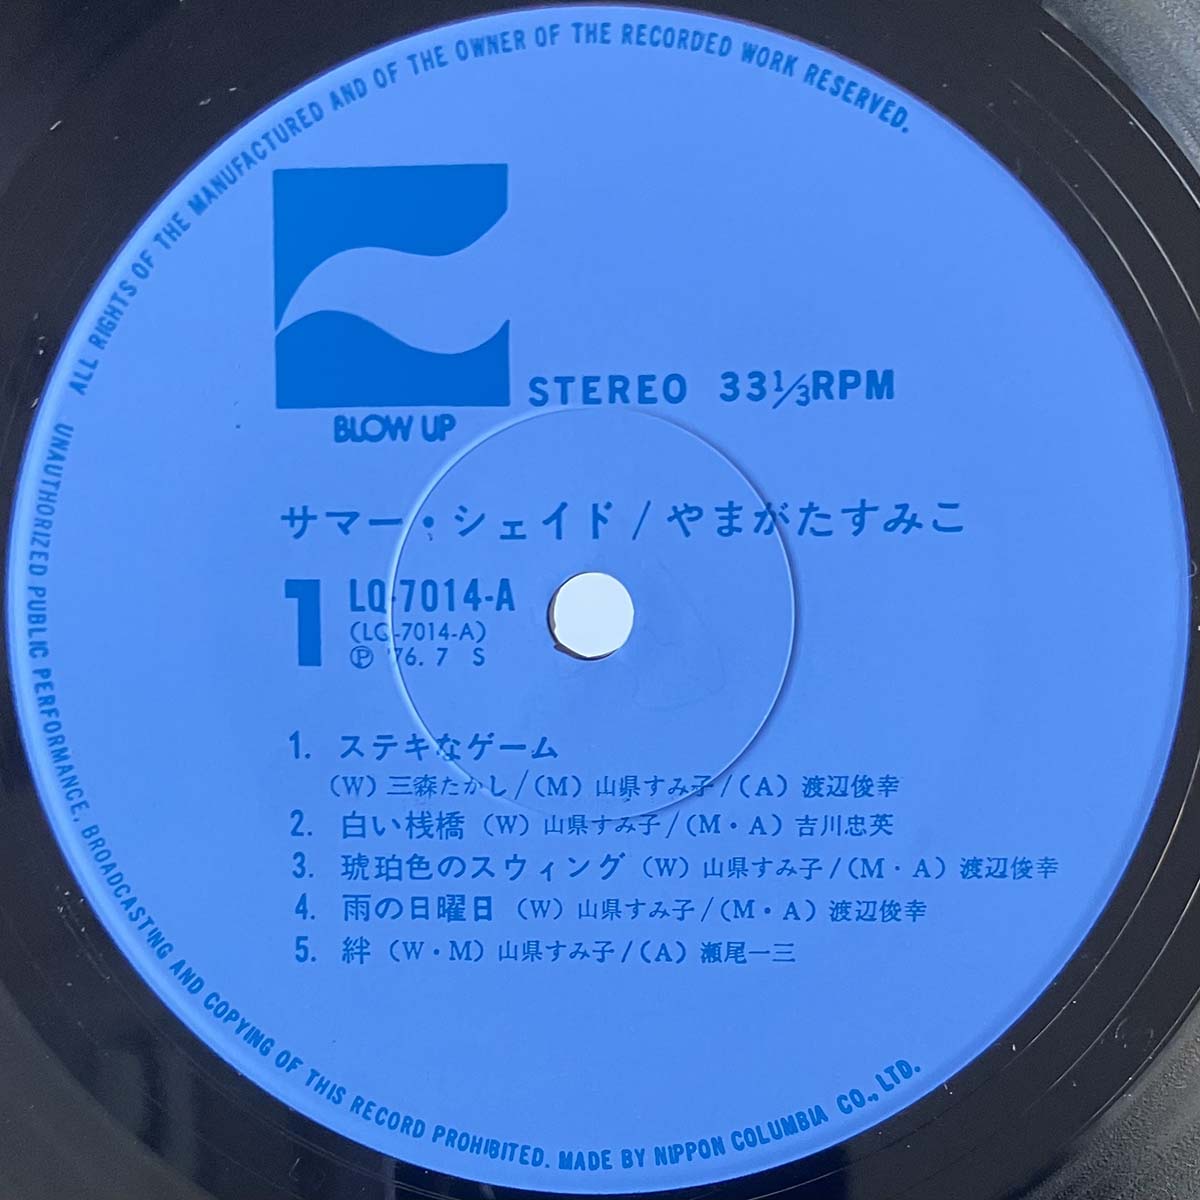 ALL RIGHTS OF THE MANUFACTURED AND OF THE OWNER OF THE RECORDED WORK RESERVED.
BLOW UP
STEREO 33⅓RPM
サマー・シェイド/やまがたすみこ
1
LQ-7014-A
(LQ-7014-A)
Ⓟ '76. 7 S
1. ステキなゲーム
(W) 三森たかし/(M) 山県すみ子/(A) 渡辺俊幸
2. 白い桟橋 (W) 山県すみ子/(M・A) 吉川忠英
3. 琥珀色のスウィング (W) 山県すみ子/(M・A) 渡辺俊幸
4. 雨の日曜日 (W) 山県すみ子/(M・A) 渡辺俊幸
5. 絆 (W・M) 山県すみ子/(A) 瀬尾一三
UNAUTHORIZED PUBLIC PERFORMANCE, BROADCASTING AND COPYING OF THIS RECORD PROHIBITED. MADE BY NIPPON COLUMBIA CO., LTD.